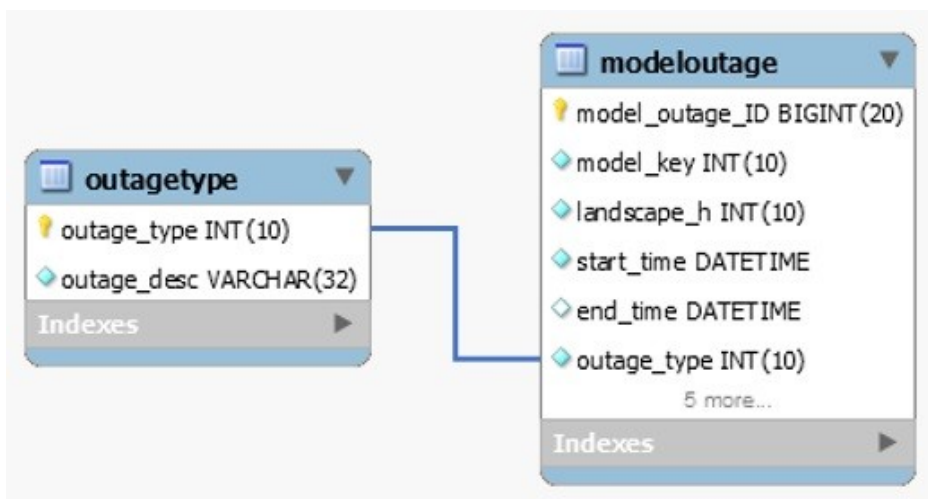 outagetype
outage_type INT(10)
outage_desc VARCHAR(32)
Indexes
modeloutage
model_outage_ID BIGINT(20)
model_key INT(10)
landscape_h INT(10)
start_time DATETIME
end_time DATETIME
outage_type INT(10)
5 more...
Indexes